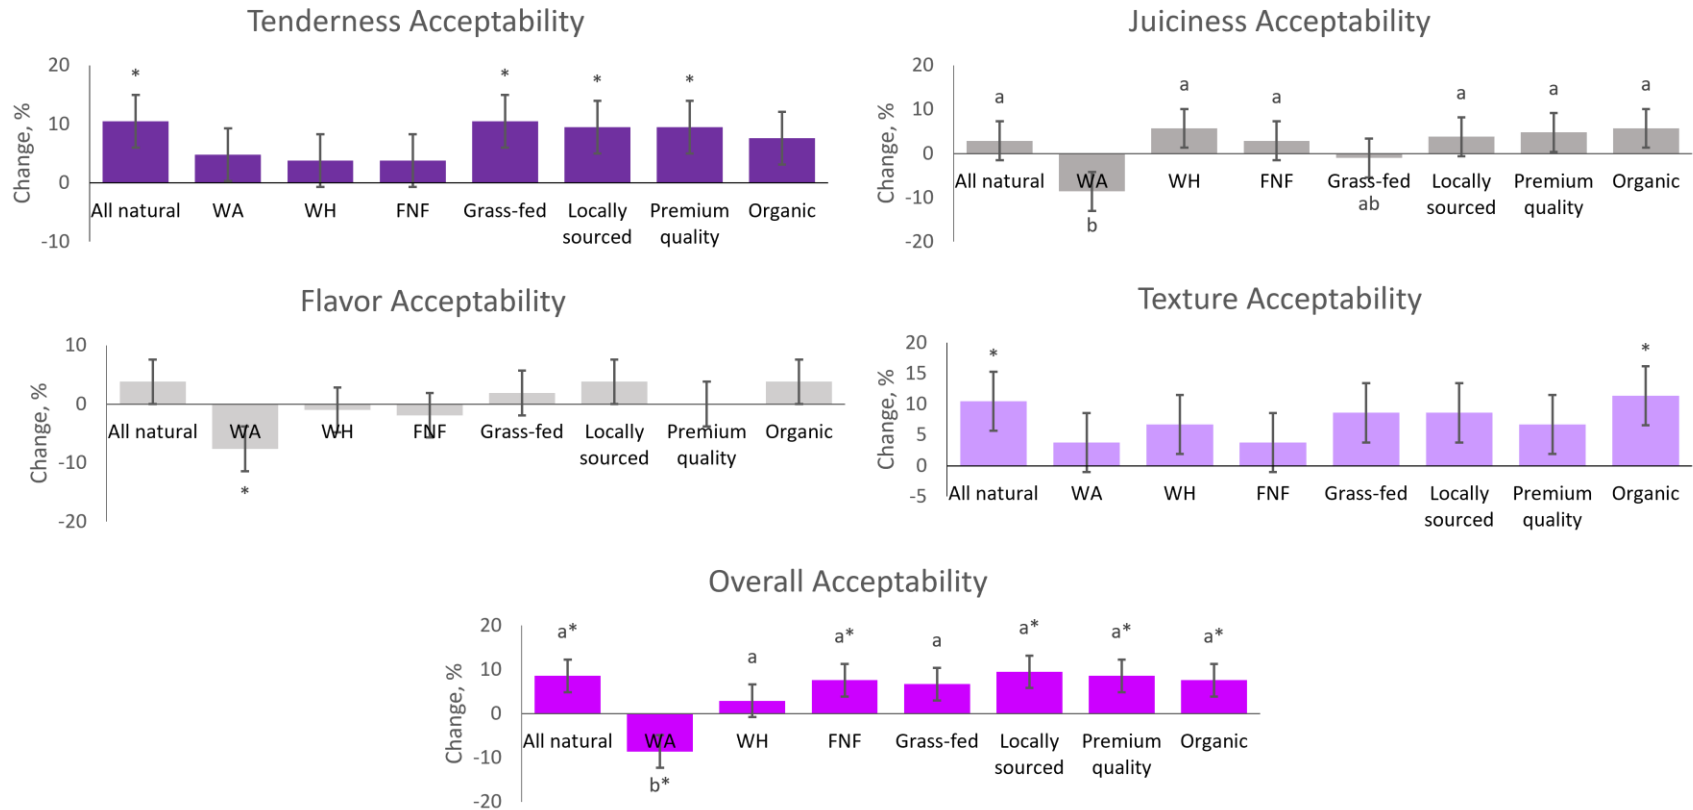 Tenderness Acceptability
Change, %
20
10
0
-10
* * * *
All natural WA WH FNF Grass-fed Locally sourced Premium quality Organic
Juiciness Acceptability
Change, %
20
10
0
-10
-20
a a a a a a
b ab
All natural WA WH FNF Grass-fed Locally sourced Premium quality Organic
Flavor Acceptability
Change, %
10
0
-10
-20
All natural WA WH FNF Grass-fed Locally sourced Premium quality Organic
*
Texture Acceptability
Change, %
20
15
10
5
0
-5
* *
All natural WA WH FNF Grass-fed Locally sourced Premium quality Organic
Overall Acceptability
Change, %
20
10
0
-10
-20
a* a a* a a* a* a*
All natural WA WH FNF Grass-fed Locally sourced Premium quality Organic
b*